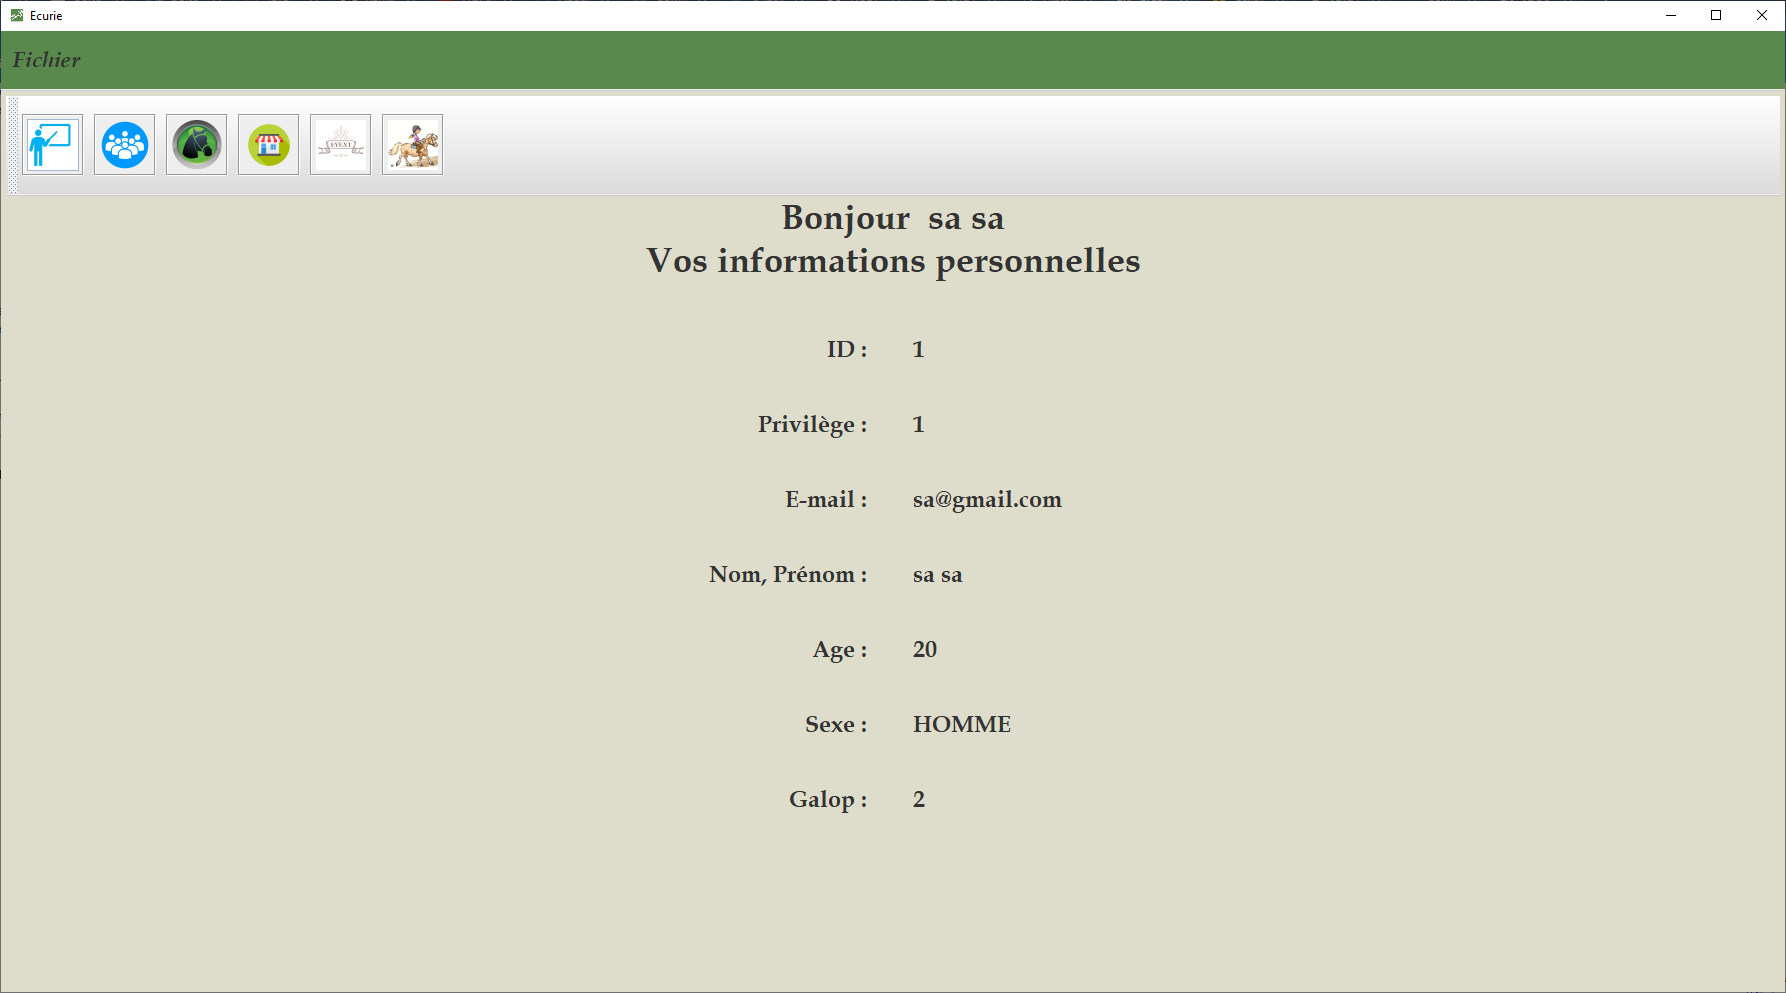 Ecurie
Fichier
EVENT
Bonjour sa sa
Vos informations personnelles
ID : 1
Privilège : 1
E-mail : sa@gmail.com
Nom, Prénom : sa sa
Age : 20
Sexe : HOMME
Galop : 2